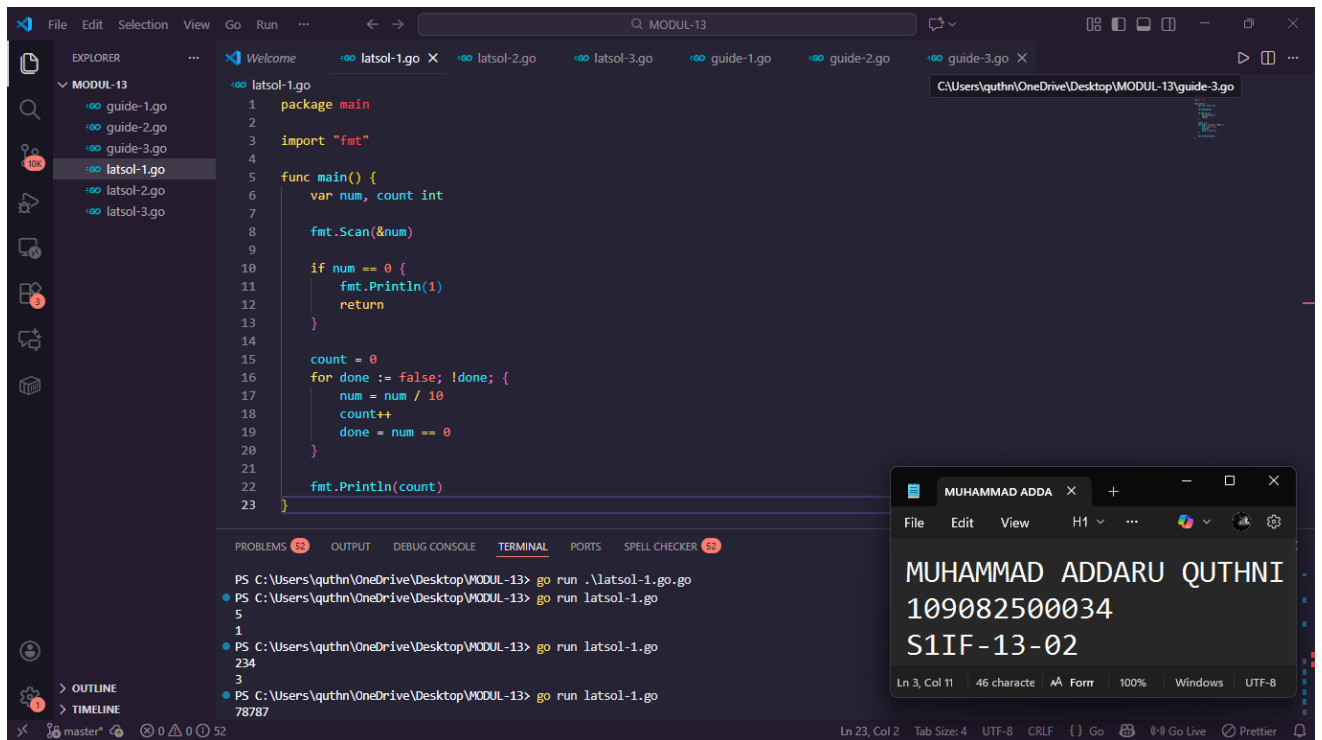 File Edit Selection View Go Run ··· MODUL-13
EXPLORER ···
MODUL-13
guide-1.go
guide-2.go
guide-3.go
latsol-1.go
latsol-2.go
latsol-3.go
OUTLINE
TIMELINE
10K
3
1
Welcome latsol-1.go latsol-2.go latsol-3.go guide-1.go guide-2.go guide-3.go
latsol-1.go
C:\Users\quthn\OneDrive\Desktop\MODUL-13\guide-3.go
1 package main
2
3 import "fmt"
4
5 func main() {
6 var num, count int
7
8 fmt.Scan(&num)
9
10 if num == 0 {
11 fmt.Println(1)
12 return
13 }
14
15 count = 0
16 for done := false; !done; {
17 num = num / 10
18 count++
19 done = num == 0
20 }
21
22 fmt.Println(count)
23 }
PROBLEMS 52 OUTPUT DEBUG CONSOLE TERMINAL PORTS SPELL CHECKER 52
PS C:\Users\quthn\OneDrive\Desktop\MODUL-13> go run .\latsol-1.go.go
PS C:\Users\quthn\OneDrive\Desktop\MODUL-13> go run latsol-1.go
5
1
PS C:\Users\quthn\OneDrive\Desktop\MODUL-13> go run latsol-1.go
234
3
PS C:\Users\quthn\OneDrive\Desktop\MODUL-13> go run latsol-1.go
78787
MUHAMMAD ADDA
File Edit View H1 ···
MUHAMMAD ADDARU QUTHNI
109082500034
S1IF-13-02
Ln 3, Col 11 46 characte 100% Windows UTF-8
master* 0 0 52 Ln 23, Col 2 Tab Size: 4 UTF-8 CRLF {} Go Go Live Prettier